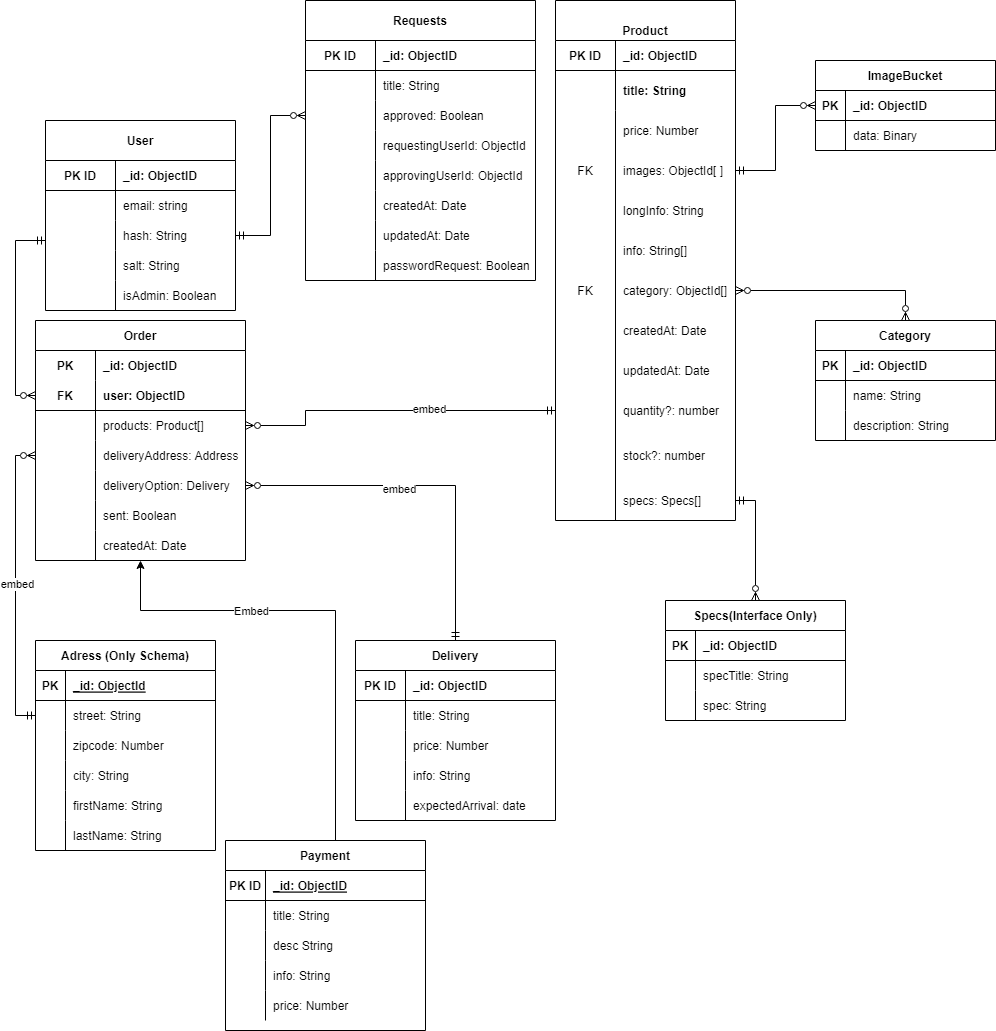 Requests
PK ID
_id: ObjectID
title: String
approved: Boolean
requestingUserId: ObjectId
approvingUserId: ObjectId
createdAt: Date
updatedAt: Date
passwordRequest: Boolean
Product
PK ID
_id: ObjectID
title: String
price: Number
FK
images: ObjectId[ ]
longInfo: String
info: String[]
FK
category: ObjectId[]
createdAt: Date
updatedAt: Date
quantity?: number
stock?: number
specs: Specs[]
ImageBucket
PK
_id: ObjectID
data: Binary
User
PK ID
_id: ObjectID
email: string
hash: String
salt: String
isAdmin: Boolean
Order
PK
_id: ObjectID
FK
user: ObjectID
products: Product[]
deliveryAddress: Address
deliveryOption: Delivery
sent: Boolean
createdAt: Date
embed
embed
embed
Embed
Category
PK
_id: ObjectID
name: String
description: String
Specs(Interface Only)
PK
_id: ObjectID
specTitle: String
spec: String
Adress (Only Schema)
PK
_id: ObjectId
street: String
zipcode: Number
city: String
firstName: String
lastName: String
Delivery
PK ID
_id: ObjectID
title: String
price: Number
info: String
expectedArrival: date
Payment
PK ID
_id: ObjectID
title: String
desc String
info: String
price: Number